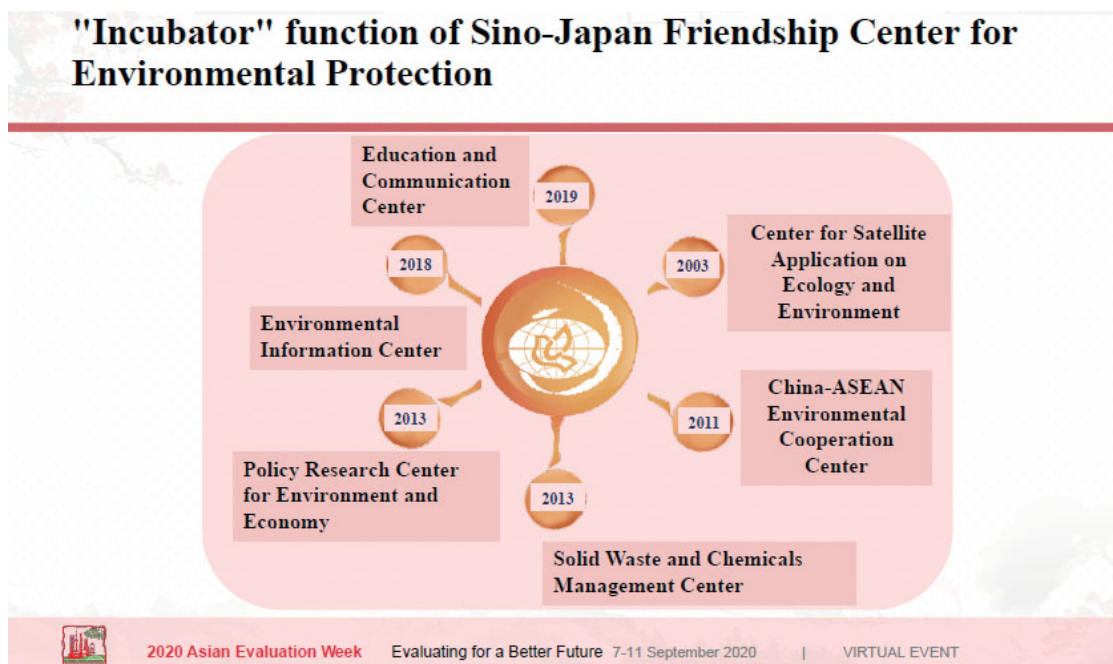 "Incubator" function of Sino-Japan Friendship Center for
Environmental Protection
Education and
Communication
Center
2019
2018
2003
Center for Satellite
Application on
Ecology and
Environment
Environmental
Information Center
2013
2011
China-ASEAN
Environmental
Cooperation
Center
Policy Research Center
for Environment and
Economy
2013
Solid Waste and Chemicals
Management Center
2020 Asian Evaluation Week Evaluating for a Better Future 7-11 September 2020 | VIRTUAL EVENT